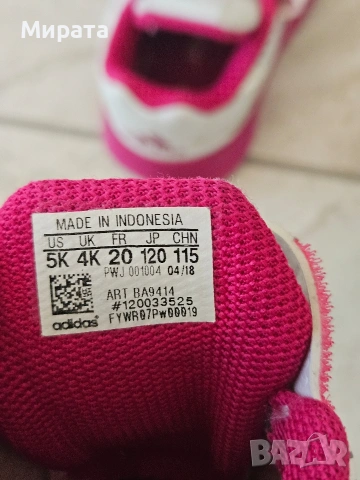 Мирата
MADE IN INDONESIA
US UK FR JP CHN
5K 4K 20 120 115
PWJ 001004 04/18
ART BA9414
#120033525
FYWR07PW00019
adidas
BAZAR